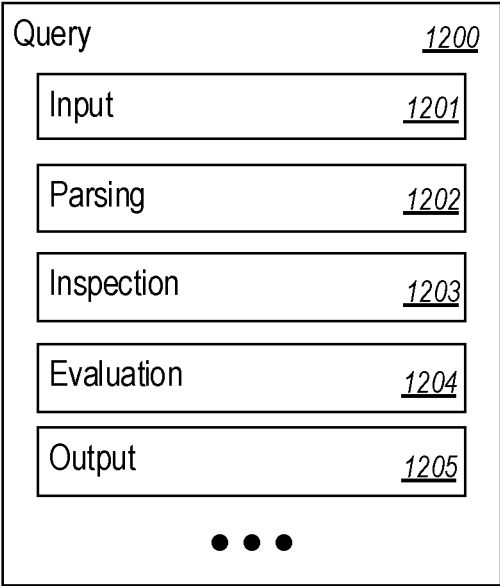 Query 1200
Input 1201
Parsing 1202
Inspection 1203
Evaluation 1204
Output 1205
● ● ●